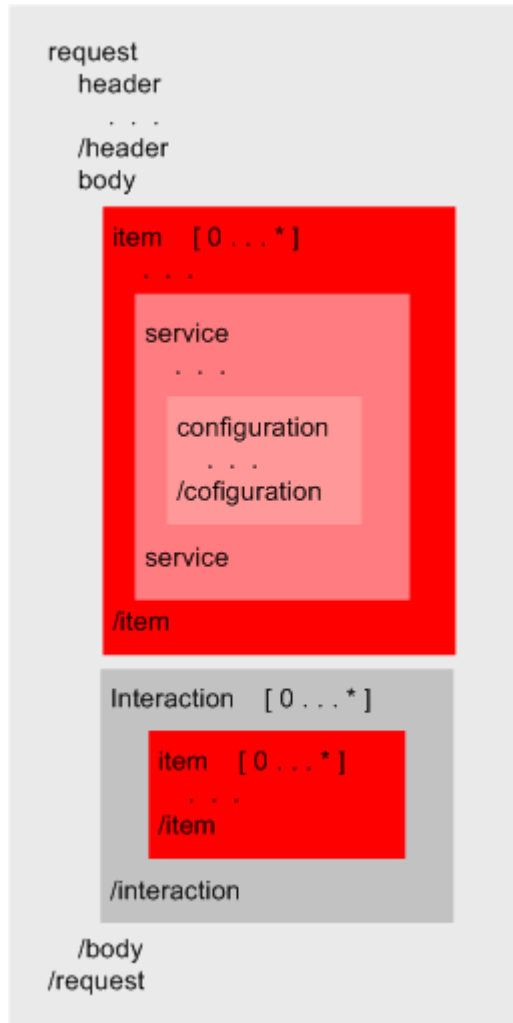 request
header
. . .
/header
body
item [ 0 . . . * ]
. . .
service
. . .
configuration
. . .
/cofiguration
service
/item
Interaction [ 0 . . . * ]
item [ 0 . . . * ]
. . .
/item
/interaction
/body
/request